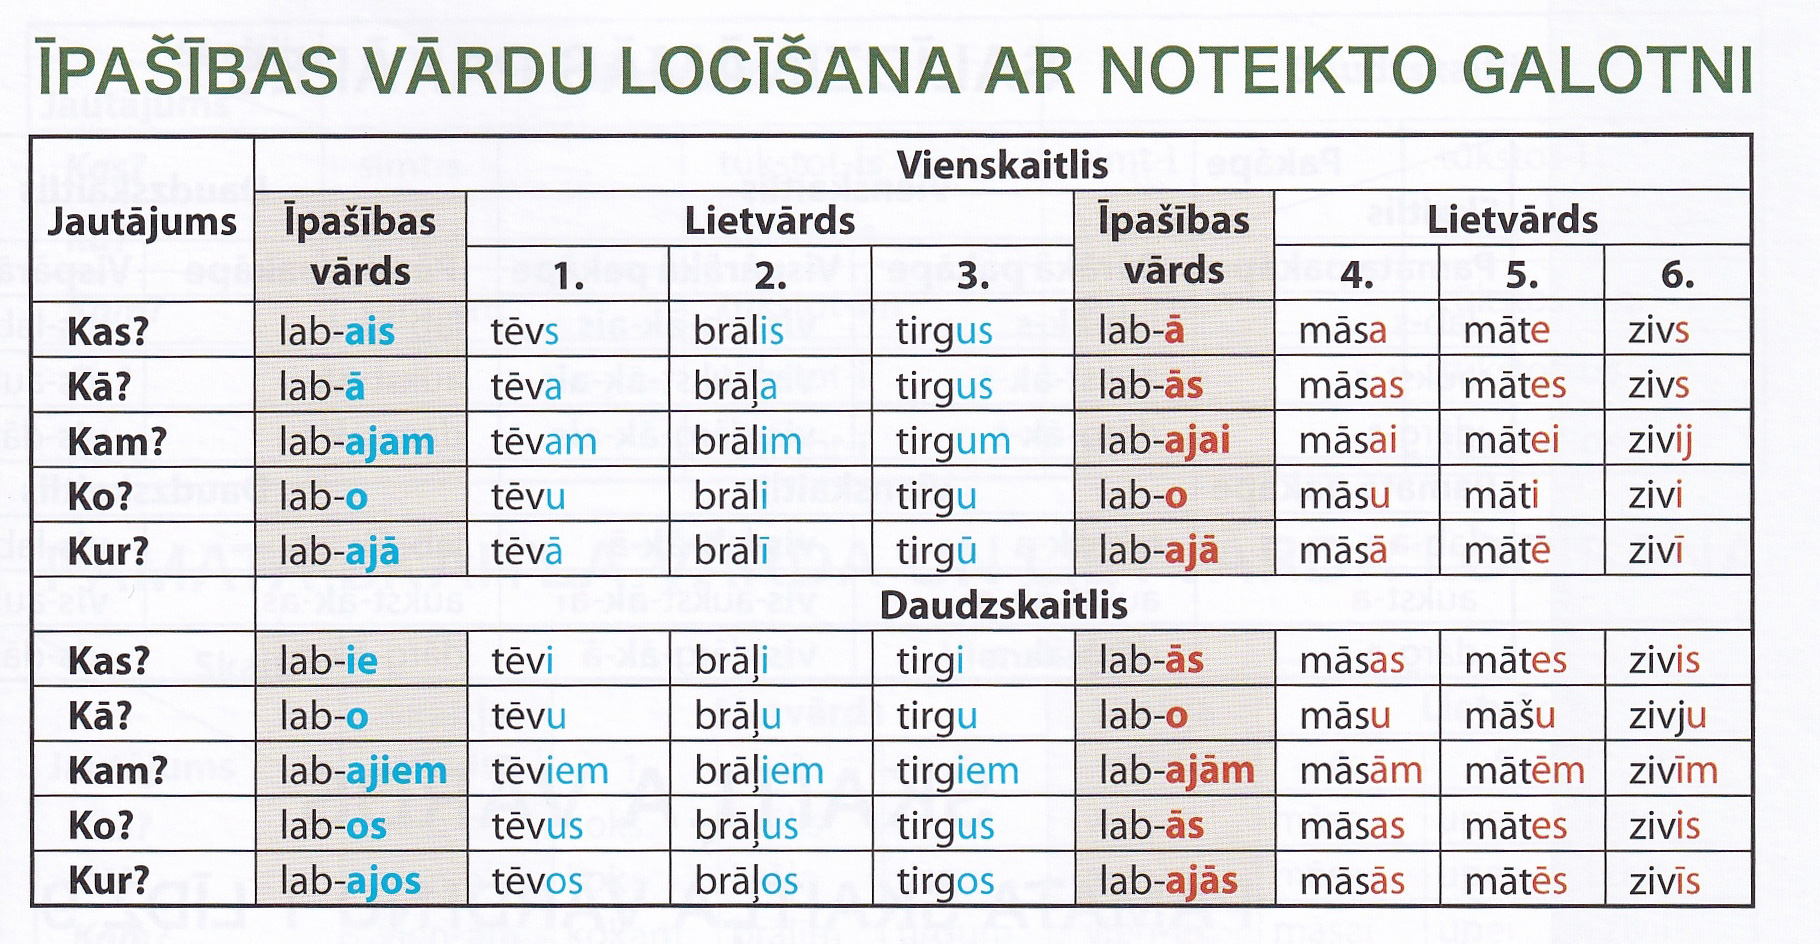 ĪPAŠĪBAS VĀRDU LOCĪŠANA AR NOTEIKTO GALOTNI
Vienskaitlis
Jautājums Īpašības vārds Lietvārds Īpašības vārds Lietvārds
1. 2. 3. 4. 5. 6.
Kas? lab-ais tēvs brālis tirgus lab-ā māsa māte zivs
Kā? lab-ā tēva brāļa tirgus lab-ās māsas mātes zivs
Kam? lab-ajam tēvam brālim tirgum lab-ajai māsai mātei zivij
Ko? lab-o tēvu brāli tirgu lab-o māsu māti zivi
Kur? lab-ajā tēvā brālī tirgū lab-ajā māsā mātē zivī
Daudzskaitlis
Kas? lab-ie tēvi brāļi tirgi lab-ās māsas mātes zivis
Kā? lab-o tēvu brāļu tirgu lab-o māsu māšu zivju
Kam? lab-ajiem tēviem brāļiem tirgiem lab-ajām māsām mātēm zivīm
Ko? lab-os tēvus brāļus tirgus lab-ās māsas mātes zivis
Kur? lab-ajos tēvos brāļos tirgos lab-ajās māsās mātēs zivīs